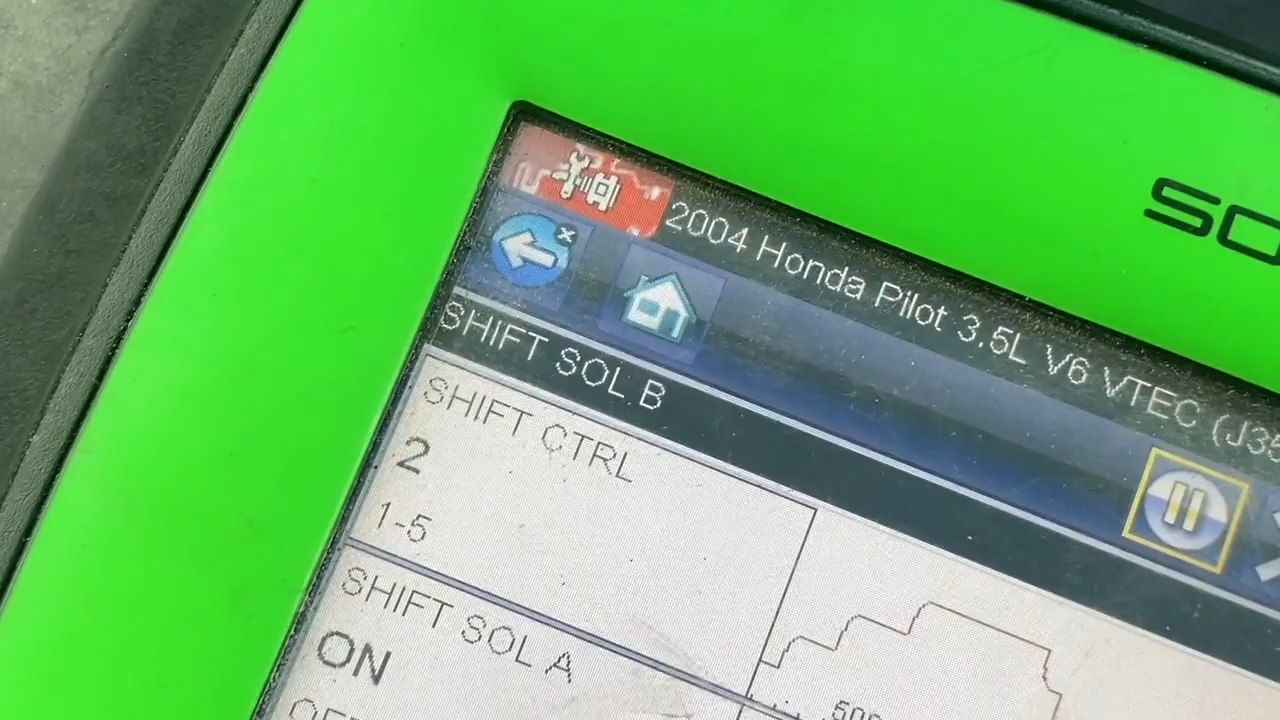 2004 Honda Pilot 3.5L V6 VTEC (J35
SHIFT SOL B
SHIFT CTRL
2
1-5
SHIFT SOL A
ON
500